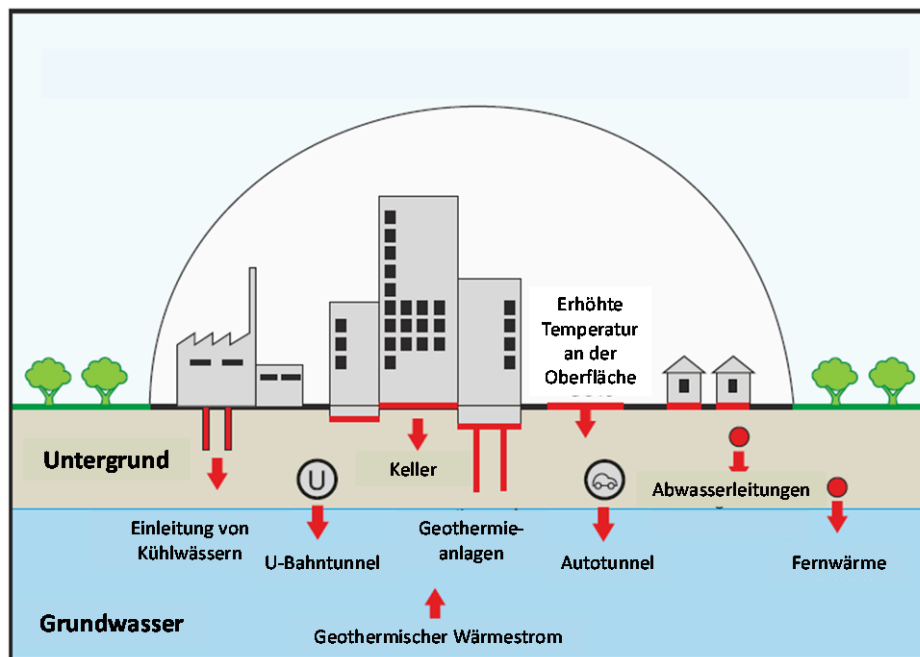 Erhöhte
Temperatur
an der
Oberfläche
Untergrund
U
Keller
Abwasserleitungen
Einleitung von
Kühlwässern
U-Bahntunnel
Geothermie-
anlagen
Autotunnel
Fernwärme
Grundwasser
Geothermischer Wärmestrom